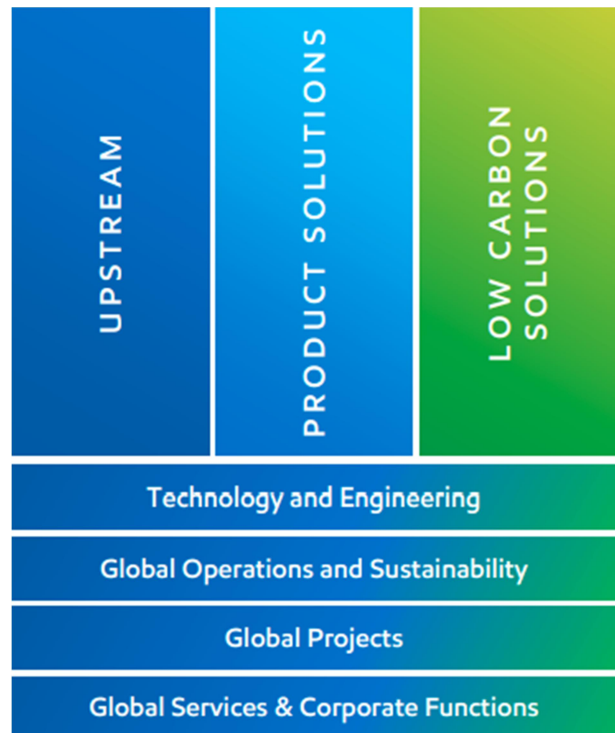 UPSTREAM
PRODUCT SOLUTIONS
LOW CARBON
SOLUTIONS
Technology and Engineering
Global Operations and Sustainability
Global Projects
Global Services & Corporate Functions